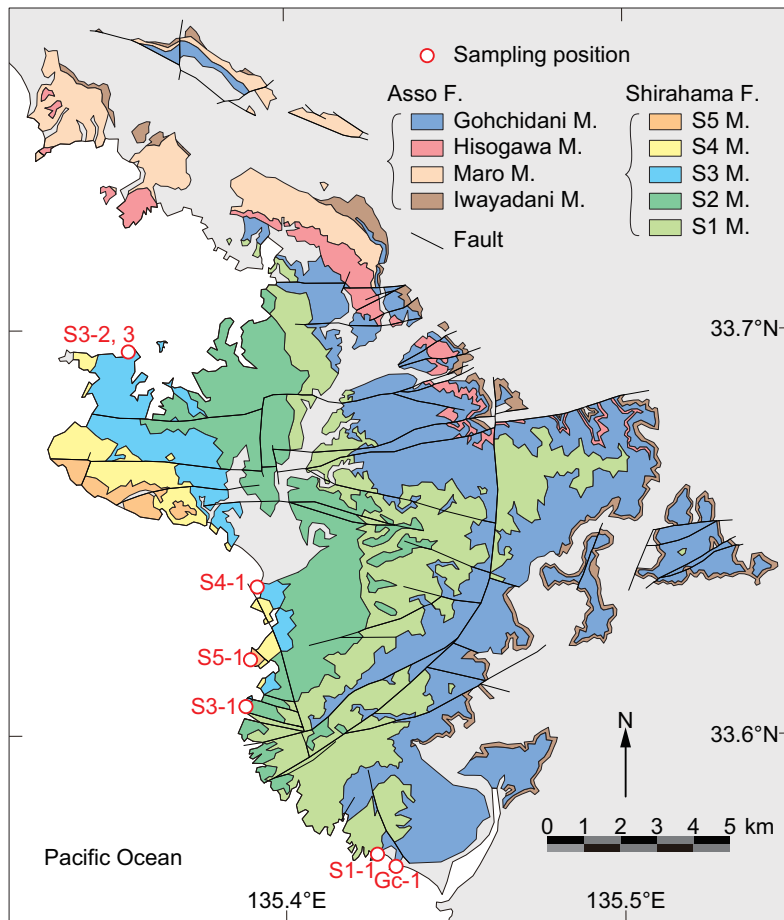 Sampling position
Asso F.
Gohchidani M.
Hisogawa M.
Maro M.
Iwayadani M.
Fault
Shirahama F.
S5 M.
S4 M.
S3 M.
S2 M.
S1 M.
S3-2, 3
33.7°N
S4-1
S5-1
S3-1
33.6°N
N
0 1 2 3 4 5 km
Pacific Ocean
S1-1
Gc-1
135.4°E
135.5°E